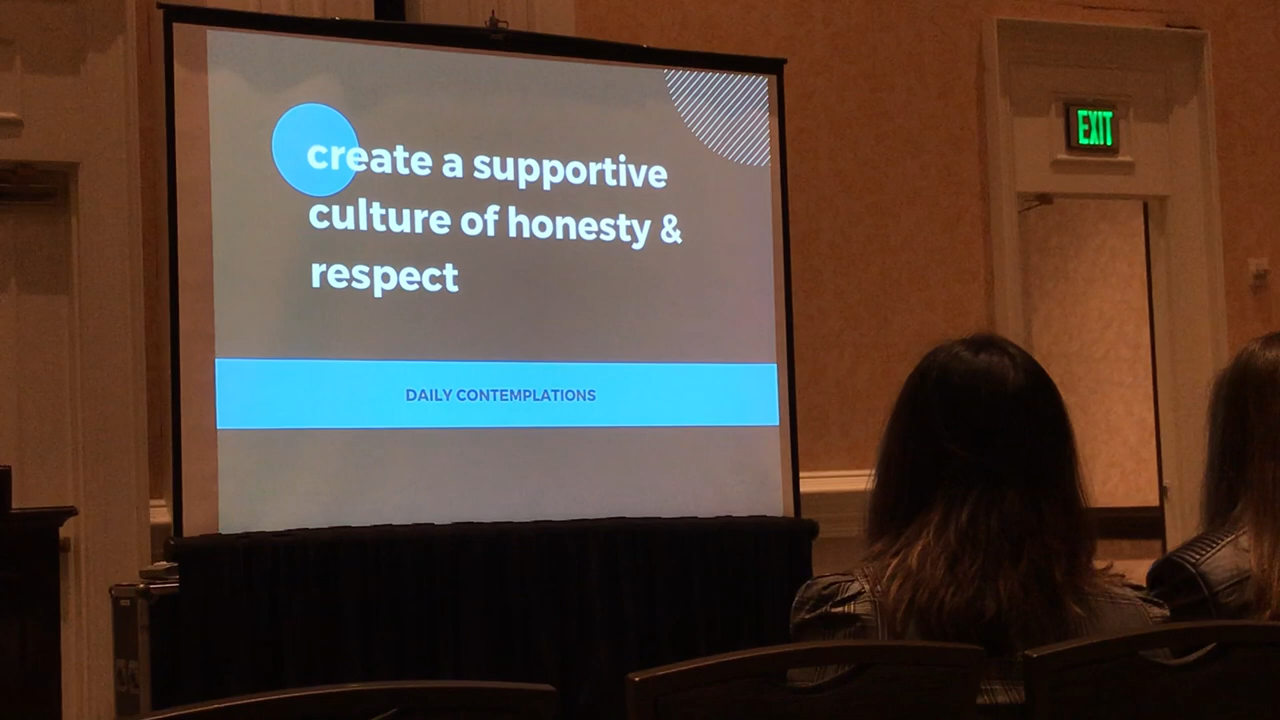 create a supportive
culture of honesty &
respect
DAILY CONTEMPLATIONS
EXIT